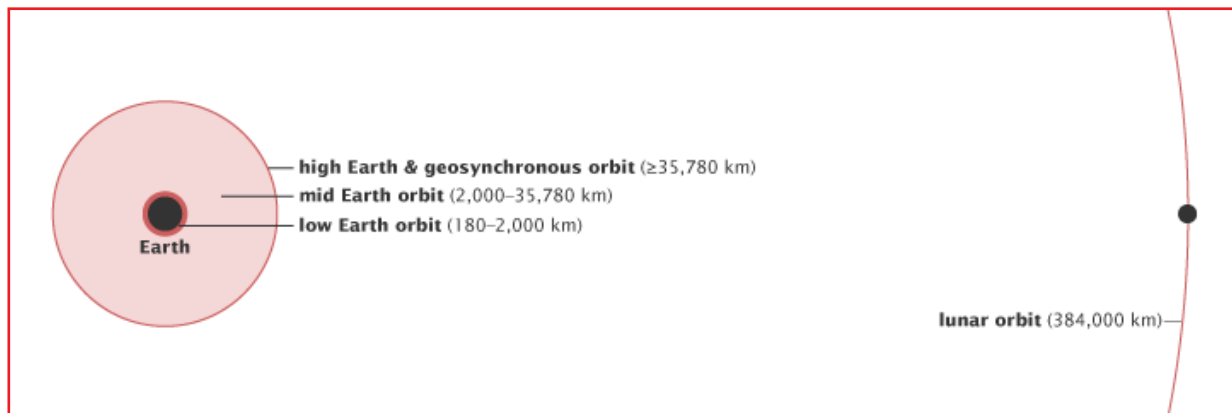 high Earth & geosynchronous orbit (≥35,780 km)
mid Earth orbit (2,000–35,780 km)
low Earth orbit (180–2,000 km)
Earth
lunar orbit (384,000 km)